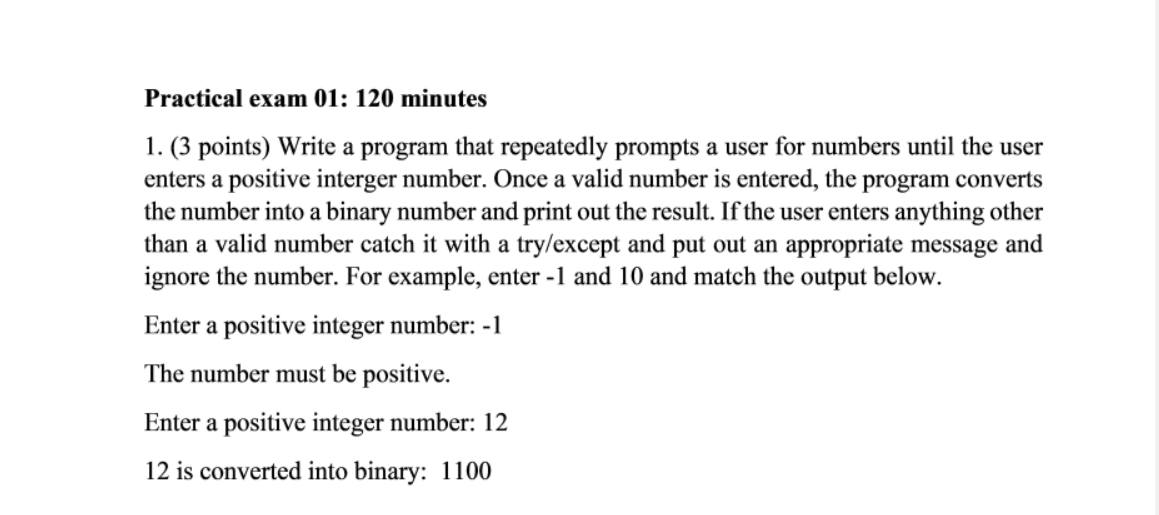 Practical exam 01: 120 minutes
1. (3 points) Write a program that repeatedly prompts a user for numbers until the user
enters a positive interger number. Once a valid number is entered, the program converts
the number into a binary number and print out the result. If the user enters anything other
than a valid number catch it with a try/except and put out an appropriate message and
ignore the number. For example, enter -1 and 10 and match the output below.
Enter a positive integer number: -1
The number must be positive.
Enter a positive integer number: 12
12 is converted into binary:  1100